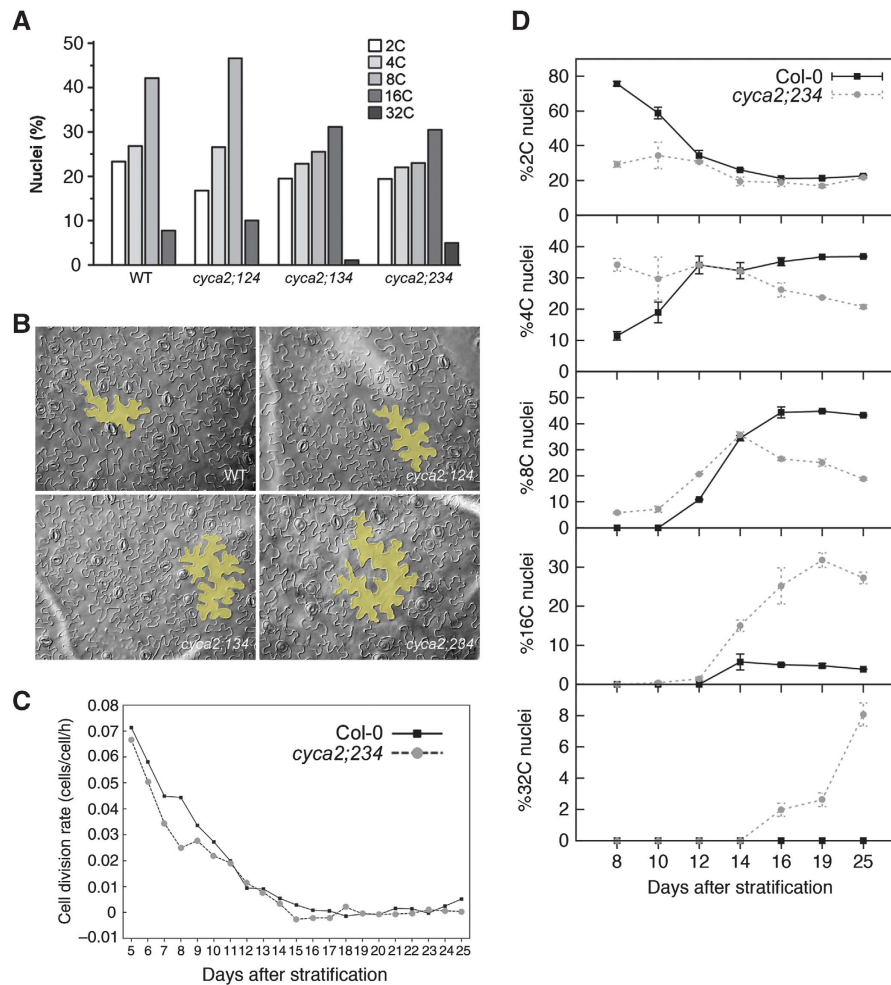 A
50
40
30
20
10
0
Nuclei (%)
2C
4C
8C
16C
32C
WT
cyca2;124
cyca2;134
cyca2;234
B
WT
cyca2;124
cyca2;134
cyca2;234
C
0.08
0.07
0.06
0.05
0.04
0.03
0.02
0.01
0
−0.01
Cell division rate (cells/cell/h)
Col-0
cyca2;234
5 6 7 8 9 10 11 12 13 14 15 16 17 18 19 20 21 22 23 24 25
Days after stratification
D
Col-0
cyca2;234
80
60
40
20
0
%2C nuclei
40
30
20
10
0
%4C nuclei
50
40
30
20
10
0
%8C nuclei
30
20
10
0
%16C nuclei
8
6
4
2
0
%32C nuclei
8 10 12 14 16 19 25
Days after stratification